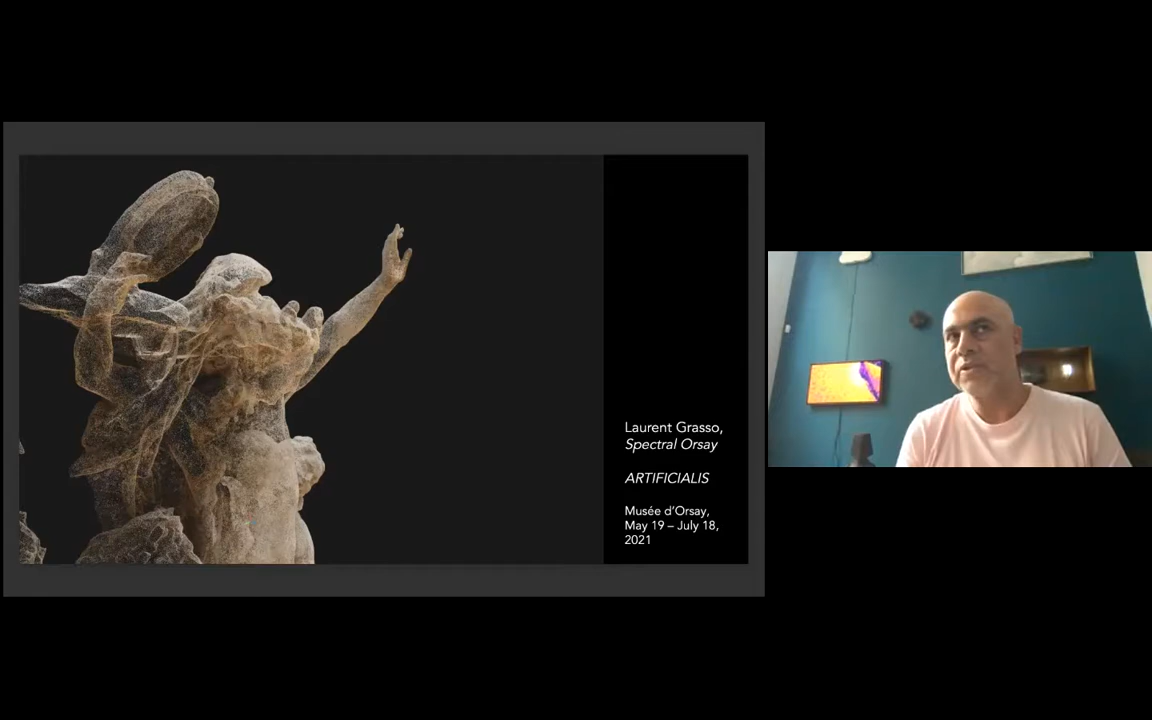 Laurent Grasso,
Spectral Orsay
ARTIFICIALIS
Musée d'Orsay,
May 19 – July 18,
2021